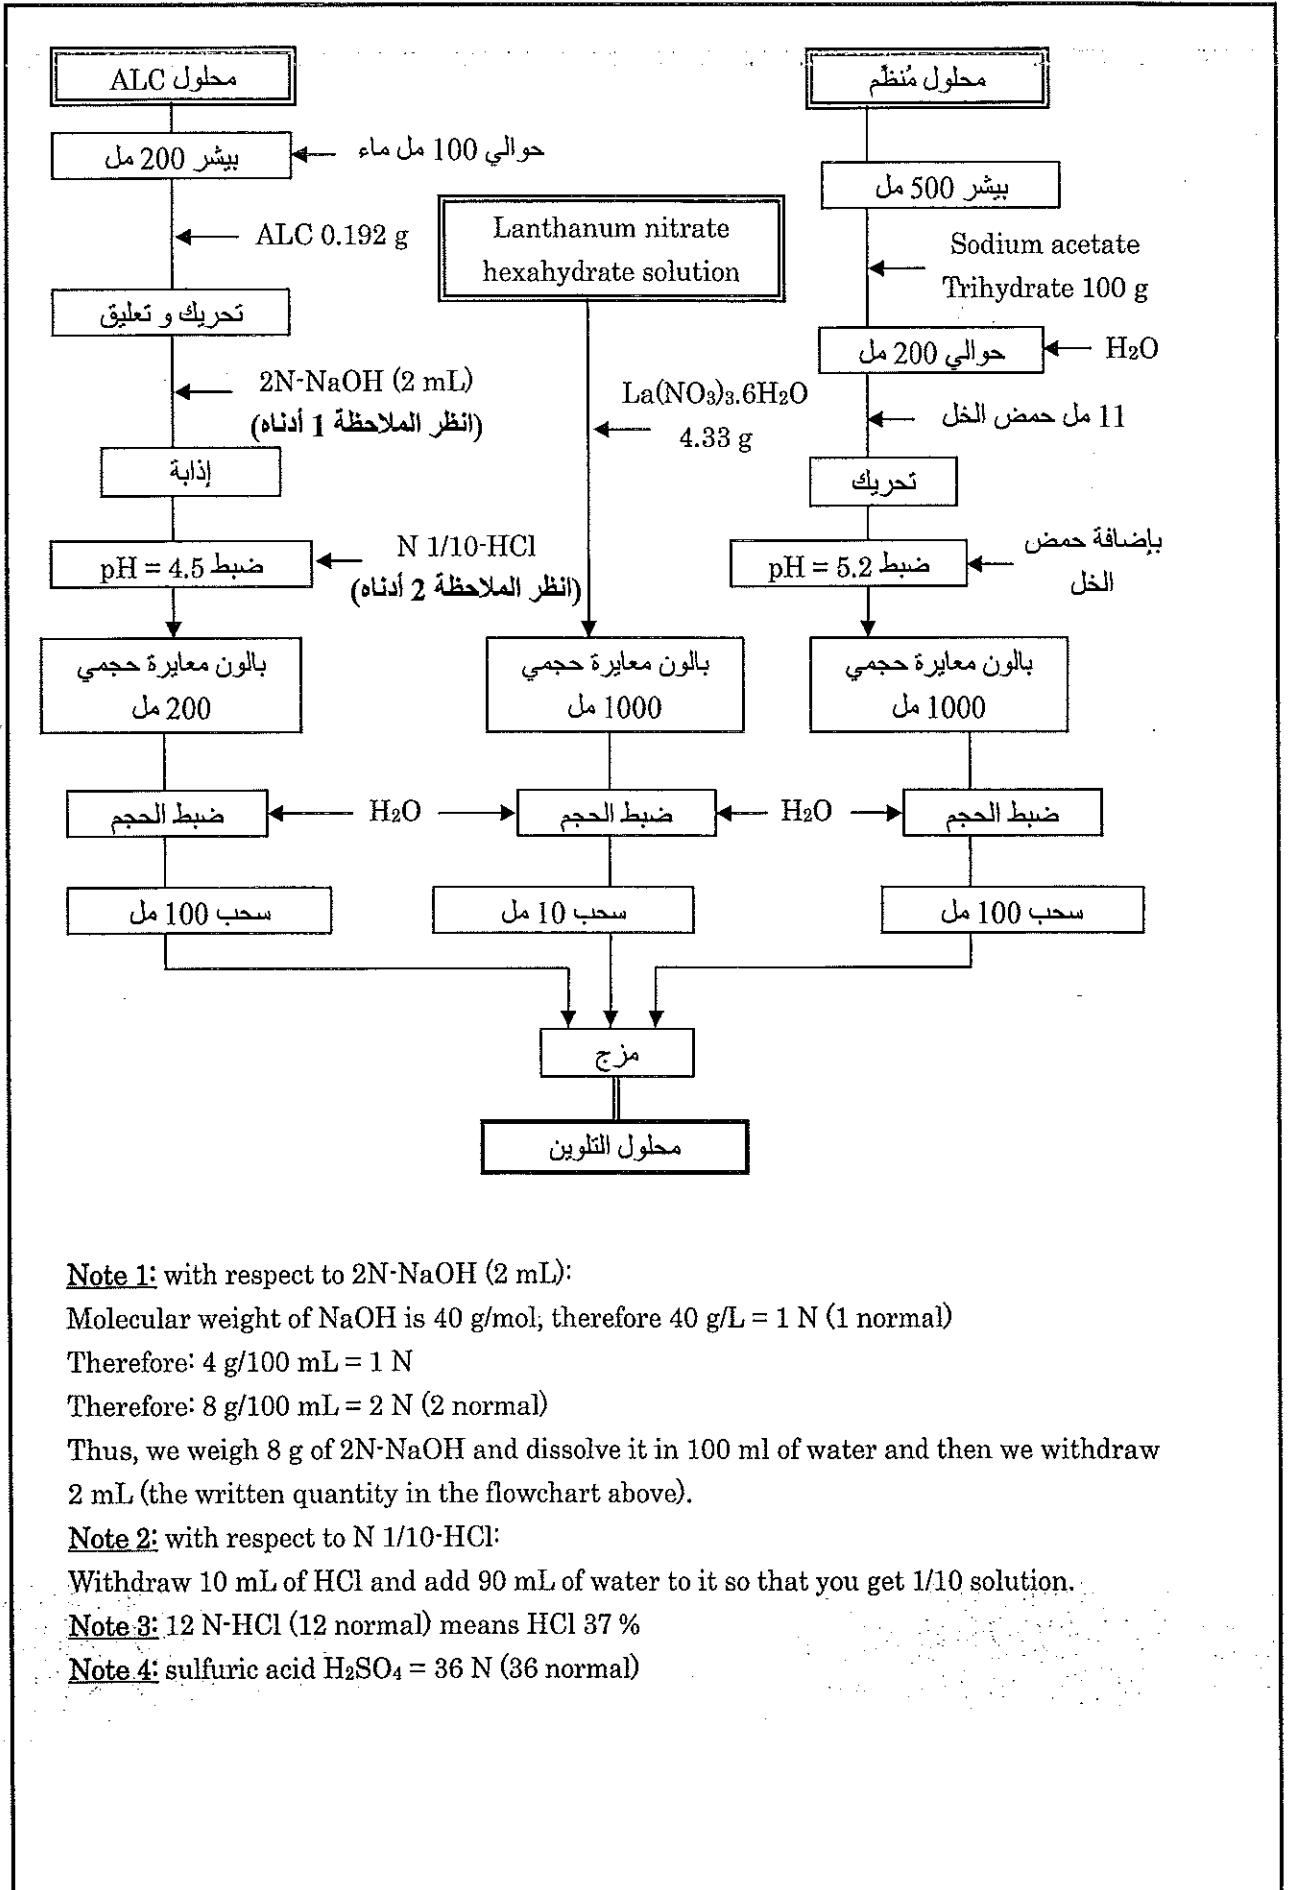 محلول ALC
بيشر 200 مل
حوالي 100 مل ماء
ALC 0.192 g
تحريك و تعليق
2N-NaOH (2 mL)
(انظر الملاحظة 1 أدناه)
إذابة
ضبط pH = 4.5
N 1/10-HCl
(انظر الملاحظة 2 أدناه)
بالون معايرة حجمي
200 مل
ضبط الحجم
H₂O
سحب 100 مل
Lanthanum nitrate
hexahydrate solution
La(NO₃)₃.6H₂O
4.33 g
بالون معايرة حجمي
1000 مل
ضبط الحجم
H₂O
سحب 10 مل
محلول مُنظِّم
بيشر 500 مل
Sodium acetate
Trihydrate 100 g
حوالي 200 مل
H₂O
11 مل حمض الخل
تحريك
ضبط pH = 5.2
بإضافة حمض
الخل
بالون معايرة حجمي
1000 مل
ضبط الحجم
سحب 100 مل
مزج
محلول التلوين
Note 1: with respect to 2N-NaOH (2 mL):
Molecular weight of NaOH is 40 g/mol; therefore 40 g/L = 1 N (1 normal)
Therefore: 4 g/100 mL = 1 N
Therefore: 8 g/100 mL = 2 N (2 normal)
Thus, we weigh 8 g of 2N-NaOH and dissolve it in 100 ml of water and then we withdraw
2 mL (the written quantity in the flowchart above).
Note 2: with respect to N 1/10-HCl:
Withdraw 10 mL of HCl and add 90 mL of water to it so that you get 1/10 solution.
Note 3: 12 N-HCl (12 normal) means HCl 37 %
Note 4: sulfuric acid H₂SO₄ = 36 N (36 normal)